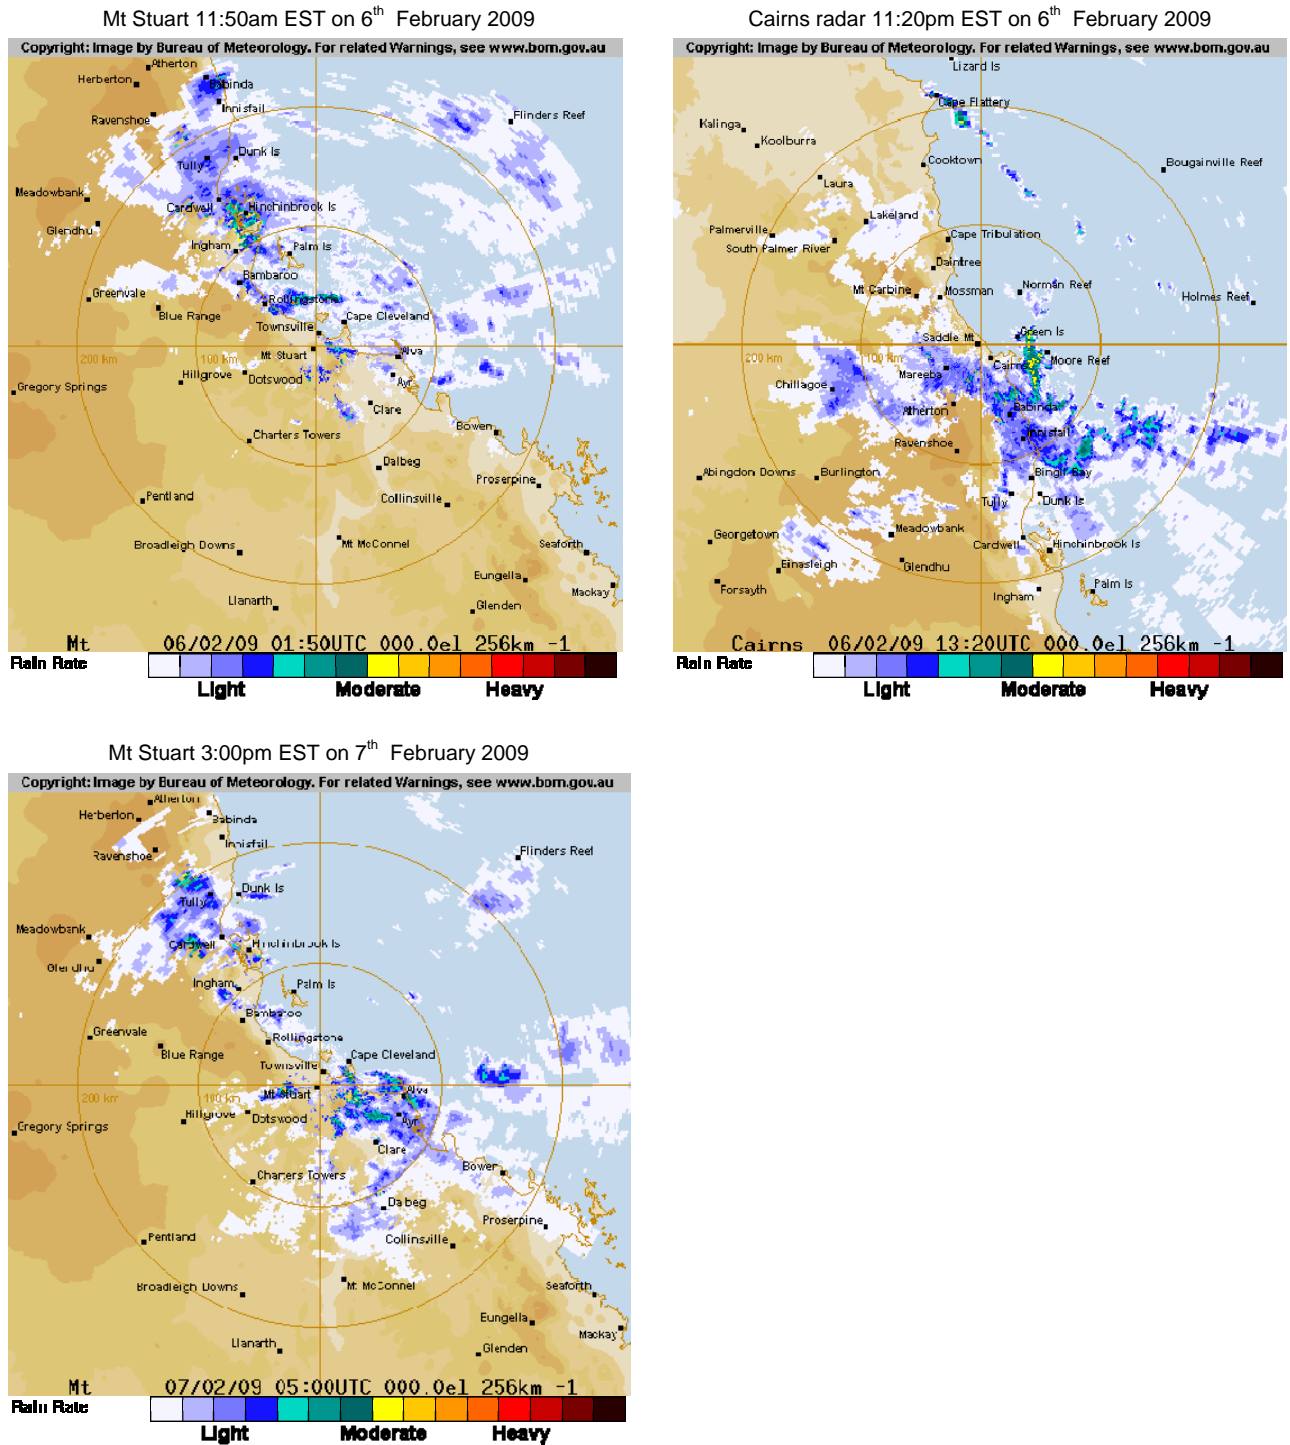 Mt Stuart 11:50am EST on 6th February 2009
Copyright: Image by Bureau of Meteorology. For related Warnings, see www.bom.gov.au
Atherton
Herberton
Babinda
Innisfail
Ravenshoe
Flinders Reef
Tully
Dunk Is
Meadowbank
Cardwell
Hinchinbrook Is
Glendhu
Ingham
Palm Is
Bambaroo
Greenvale
Rollingstone
Blue Range
Cape Cleveland
Townsville
200 km
100 km
Mt Stuart
Alva
Gregory Springs
Hillgrove
Dotswood
Ayr
Clare
Charters Towers
Bowen
Dalbeg
Pentland
Collinsville
Proserpine
Broadleigh Downs
Mt McConnel
Seaforth
Eungella
Mackay
Llanarth
Glenden
Mt 06/02/09 01:50UTC 000.0el 256km -1
Rain Rate
Light Moderate Heavy
Cairns radar 11:20pm EST on 6th February 2009
Copyright: Image by Bureau of Meteorology. For related Warnings, see www.bom.gov.au
Lizard Is
Cape Flattery
Kalinga
Koolburra
Cooktown
Bougainville Reef
Laura
Lakeland
Palmerville
South Palmer River
Cape Tribulation
Daintree
Mt Carbine
Mossman
Norman Reef
Holmes Reef
Saddle Mt
Green Is
200 km
100 km
Cairns
Moore Reef
Chillagoe
Mareeba
Atherton
Babinda
Ravenshoe
Innisfail
Abingdon Downs
Burlington
Bingil Bay
Tully
Dunk Is
Georgetown
Meadowbank
Cardwell
Hinchinbrook Is
Einasleigh
Glendhu
Forsayth
Ingham
Palm Is
Cairns 06/02/09 13:20UTC 000.0el 256km -1
Rain Rate
Light Moderate Heavy
Mt Stuart 3:00pm EST on 7th February 2009
Copyright: Image by Bureau of Meteorology. For related Warnings, see www.bom.gov.au
Atherton
Herberton
Babinda
Innisfail
Ravenshoe
Flinders Reef
Tully
Dunk Is
Meadowbank
Cardwell
Hinchinbrook Is
Glendhu
Ingham
Palm Is
Bambaroo
Greenvale
Rollingstone
Blue Range
Cape Cleveland
Townsville
200 km
100 km
Mt Stuart
Alva
Gregory Springs
Hillgrove
Dotswood
Ayr
Clare
Charters Towers
Bowen
Dalbeg
Proserpine
Pentland
Collinsville
Broadleigh Downs
Mt McConnel
Seaforth
Eungella
Mackay
Llanarth
Glenden
Mt 07/02/09 05:00UTC 000.0el 256km -1
Rain Rate
Light Moderate Heavy